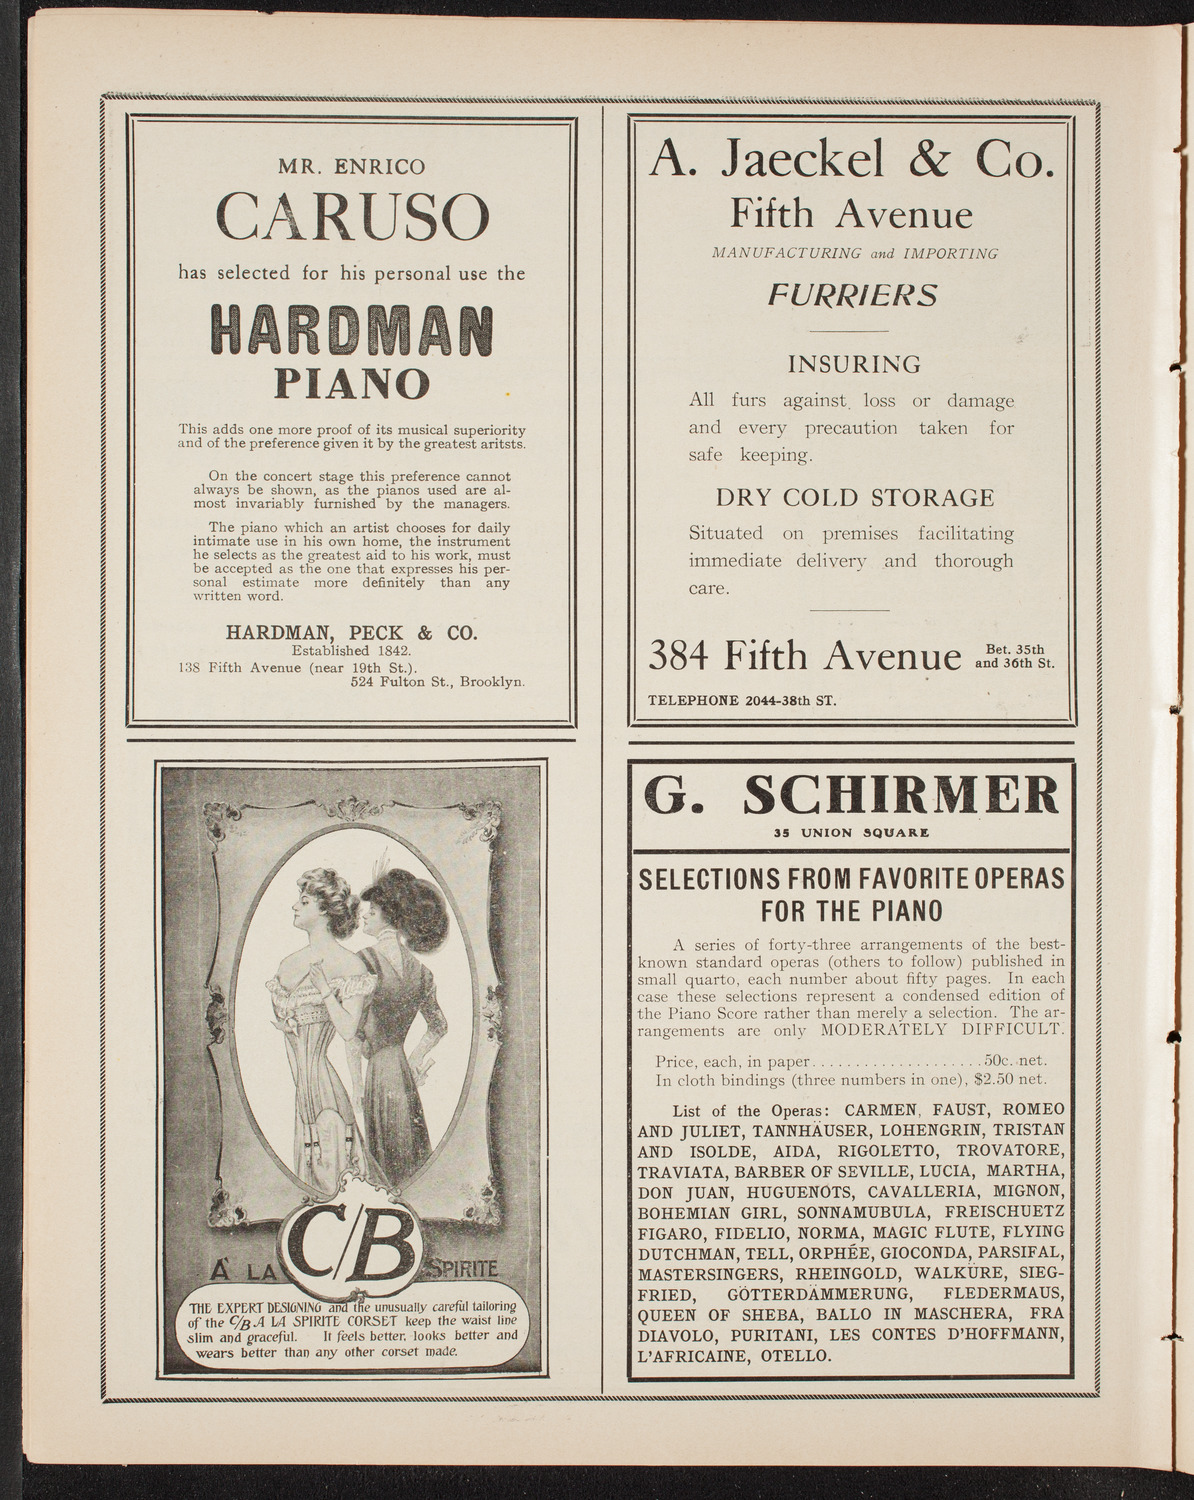 MR. ENRICO
CARUSO
has selected for his personal use the
HARDMAN
PIANO
This adds one more proof of its musical superiority
and of the preference given it by the greatest aritsts.
On the concert stage this preference cannot
always be shown, as the pianos used are al-
most invariably furnished by the managers.
The piano which an artist chooses for daily
intimate use in his own home, the instrument
he selects as the greatest aid to his work, must
be accepted as the one that expresses his per-
sonal estimate more definitely than any
written word.
HARDMAN, PECK & CO.
Established 1842.
138 Fifth Avenue (near 19th St.).
524 Fulton St., Brooklyn.
A. Jaeckel & Co.
Fifth Avenue
MANUFACTURING and IMPORTING
FURRIERS
INSURING
All furs against loss or damage
and every precaution taken for
safe keeping.
DRY COLD STORAGE
Situated on premises facilitating
immediate delivery and thorough
care.
384 Fifth Avenue Bet. 35th
and 36th St.
TELEPHONE 2044-38th ST.
C/B
À LA SPIRITE
THE EXPERT DESIGNING and the unusually careful tailoring
of the C/B A LA SPIRITE CORSET keep the waist line
slim and graceful. It feels better, looks better and
wears better than any other corset made.
G. SCHIRMER
35 UNION SQUARE
SELECTIONS FROM FAVORITE OPERAS
FOR THE PIANO
A series of forty-three arrangements of the best-
known standard operas (others to follow) published in
small quarto, each number about fifty pages. In each
case these selections represent a condensed edition of
the Piano Score rather than merely a selection. The ar-
rangements are only MODERATELY DIFFICULT.
Price, each, in paper....................50c. net.
In cloth bindings (three numbers in one), $2.50 net.
List of the Operas: CARMEN, FAUST, ROMEO
AND JULIET, TANNHÄUSER, LOHENGRIN, TRISTAN
AND ISOLDE, AIDA, RIGOLETTO, TROVATORE,
TRAVIATA, BARBER OF SEVILLE, LUCIA, MARTHA,
DON JUAN, HUGUENOTS, CAVALLERIA, MIGNON,
BOHEMIAN GIRL, SONNAMUBULA, FREISCHUETZ
FIGARO, FIDELIO, NORMA, MAGIC FLUTE, FLYING
DUTCHMAN, TELL, ORPHÉE, GIOCONDA, PARSIFAL,
MASTERSINGERS, RHEINGOLD, WALKÜRE, SIEG-
FRIED, GÖTTERDÄMMERUNG, FLEDERMAUS,
QUEEN OF SHEBA, BALLO IN MASCHERA, FRA
DIAVOLO, PURITANI, LES CONTES D'HOFFMANN,
L'AFRICAINE, OTELLO.